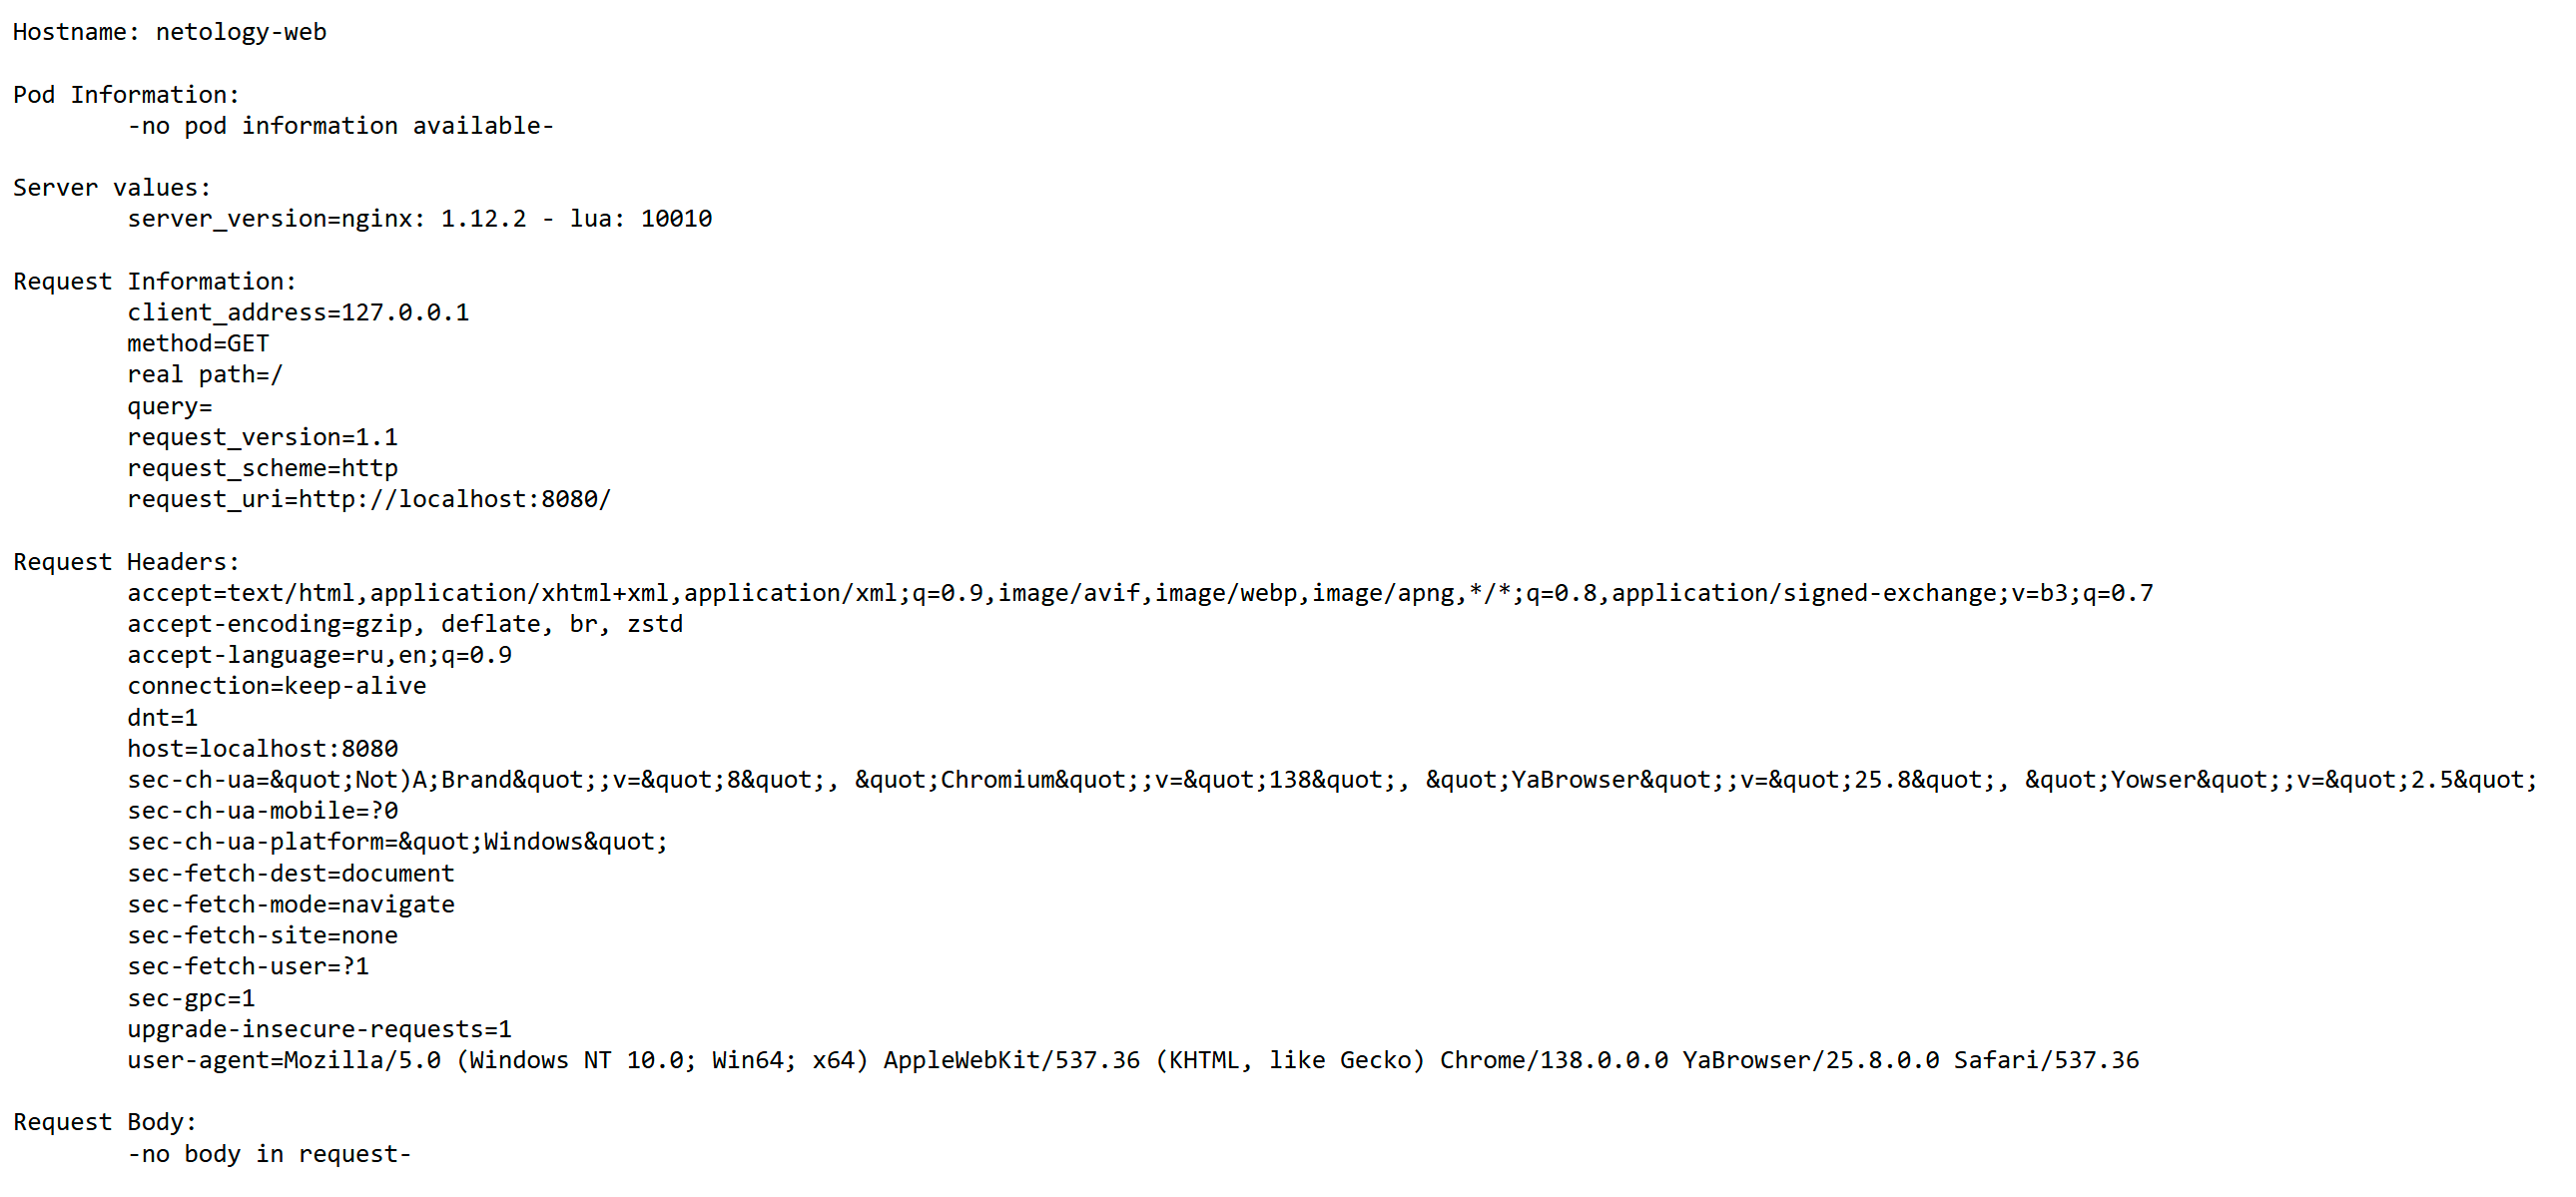 Hostname: netology-web
Pod Information:
-no pod information available-
Server values:
server_version=nginx: 1.12.2 - lua: 10010
Request Information:
client_address=127.0.0.1
method=GET
real path=/
query=
request_version=1.1
request_scheme=http
request_uri=http://localhost:8080/
Request Headers:
accept=text/html,application/xhtml+xml,application/xml;q=0.9,image/avif,image/webp,image/apng,*/*;q=0.8,application/signed-exchange;v=b3;q=0.7
accept-encoding=gzip, deflate, br, zstd
accept-language=ru,en;q=0.9
connection=keep-alive
dnt=1
host=localhost:8080
sec-ch-ua=&quot;Not)A;Brand&quot;;v=&quot;8&quot;, &quot;Chromium&quot;;v=&quot;138&quot;, &quot;YaBrowser&quot;;v=&quot;25.8&quot;, &quot;Yowser&quot;;v=&quot;2.5&quot;
sec-ch-ua-mobile=?0
sec-ch-ua-platform=&quot;Windows&quot;
sec-fetch-dest=document
sec-fetch-mode=navigate
sec-fetch-site=none
sec-fetch-user=?1
sec-gpc=1
upgrade-insecure-requests=1
user-agent=Mozilla/5.0 (Windows NT 10.0; Win64; x64) AppleWebKit/537.36 (KHTML, like Gecko) Chrome/138.0.0.0 YaBrowser/25.8.0.0 Safari/537.36
Request Body:
-no body in request-